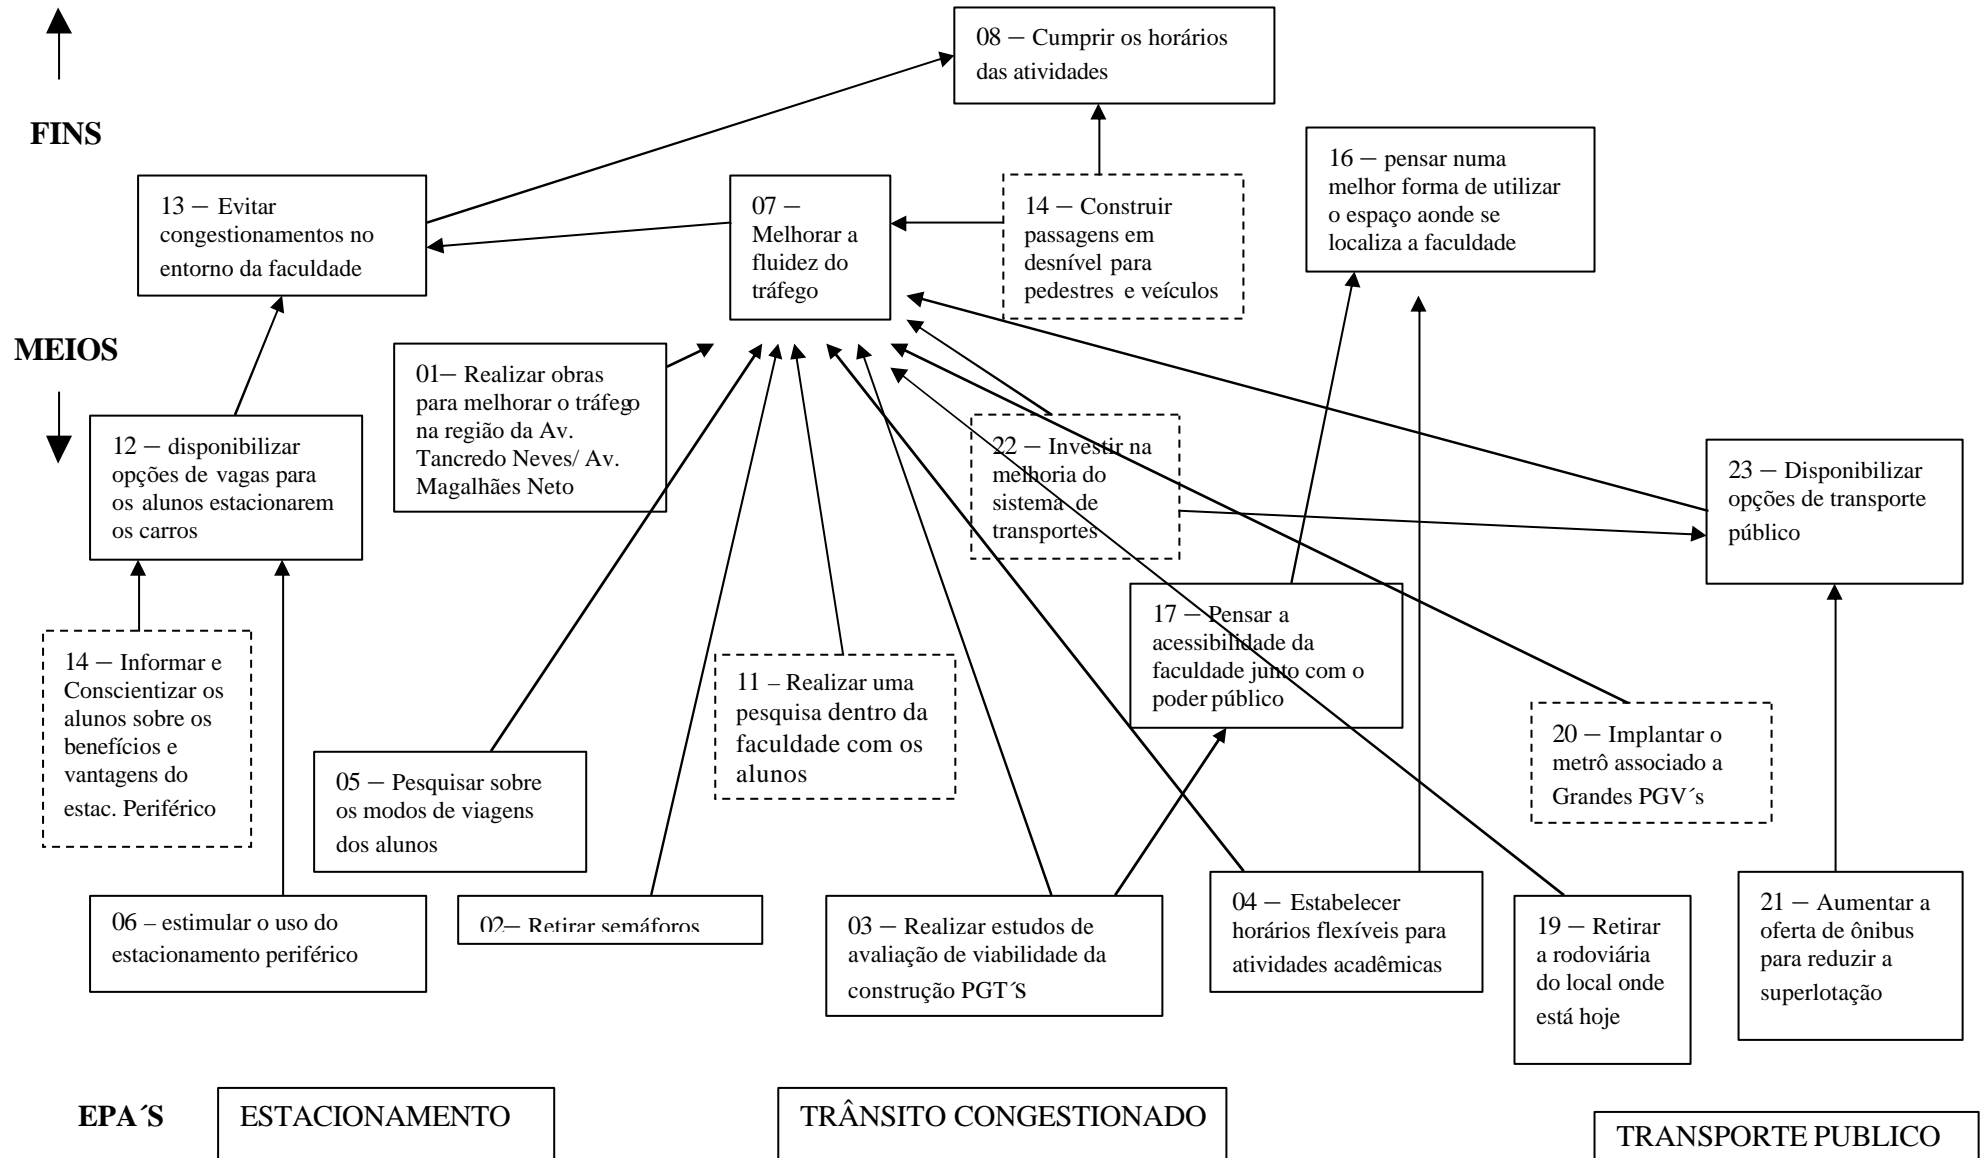 08 – Cumprir os horários
das atividades
FINS
16 – pensar numa
melhor forma de utilizar
o espaço aonde se
localiza a faculdade
13 – Evitar
congestionamentos no
entorno da faculdade
07 –
Melhorar a
fluidez do
tráfego
14 – Construir
passagens em
desnível para
pedestres e veículos
MEIOS
01– Realizar obras
para melhorar o tráfego
na região da Av.
Tancredo Neves/ Av.
Magalhães Neto
12 – disponibilizar
opções de vagas para
os alunos estacionarem
os carros
22 – Investir na
melhoria do
sistema de
transportes
23 – Disponibilizar
opções de transporte
público
17 – Pensar a
acessibilidade da
faculdade junto com o
poder público
14 – Informar e
Conscientizar os
alunos sobre os
benefícios e
vantagens do
estac. Periférico
11 – Realizar uma
pesquisa dentro da
faculdade com os
alunos
20 – Implantar o
metrô associado a
Grandes PGV´s
05 – Pesquisar sobre
os modos de viagens
dos alunos
06 – estimular o uso do
estacionamento periférico
02– Retirar semáforos
03 – Realizar estudos de
avaliação de viabilidade da
construção PGT´S
04 – Estabelecer
horários flexíveis para
atividades acadêmicas
19 – Retirar
a rodoviária
do local onde
está hoje
21 – Aumentar a
oferta de ônibus
para reduzir a
superlotação
EPA´S
ESTACIONAMENTO
TRÂNSITO CONGESTIONADO
TRANSPORTE PUBLICO